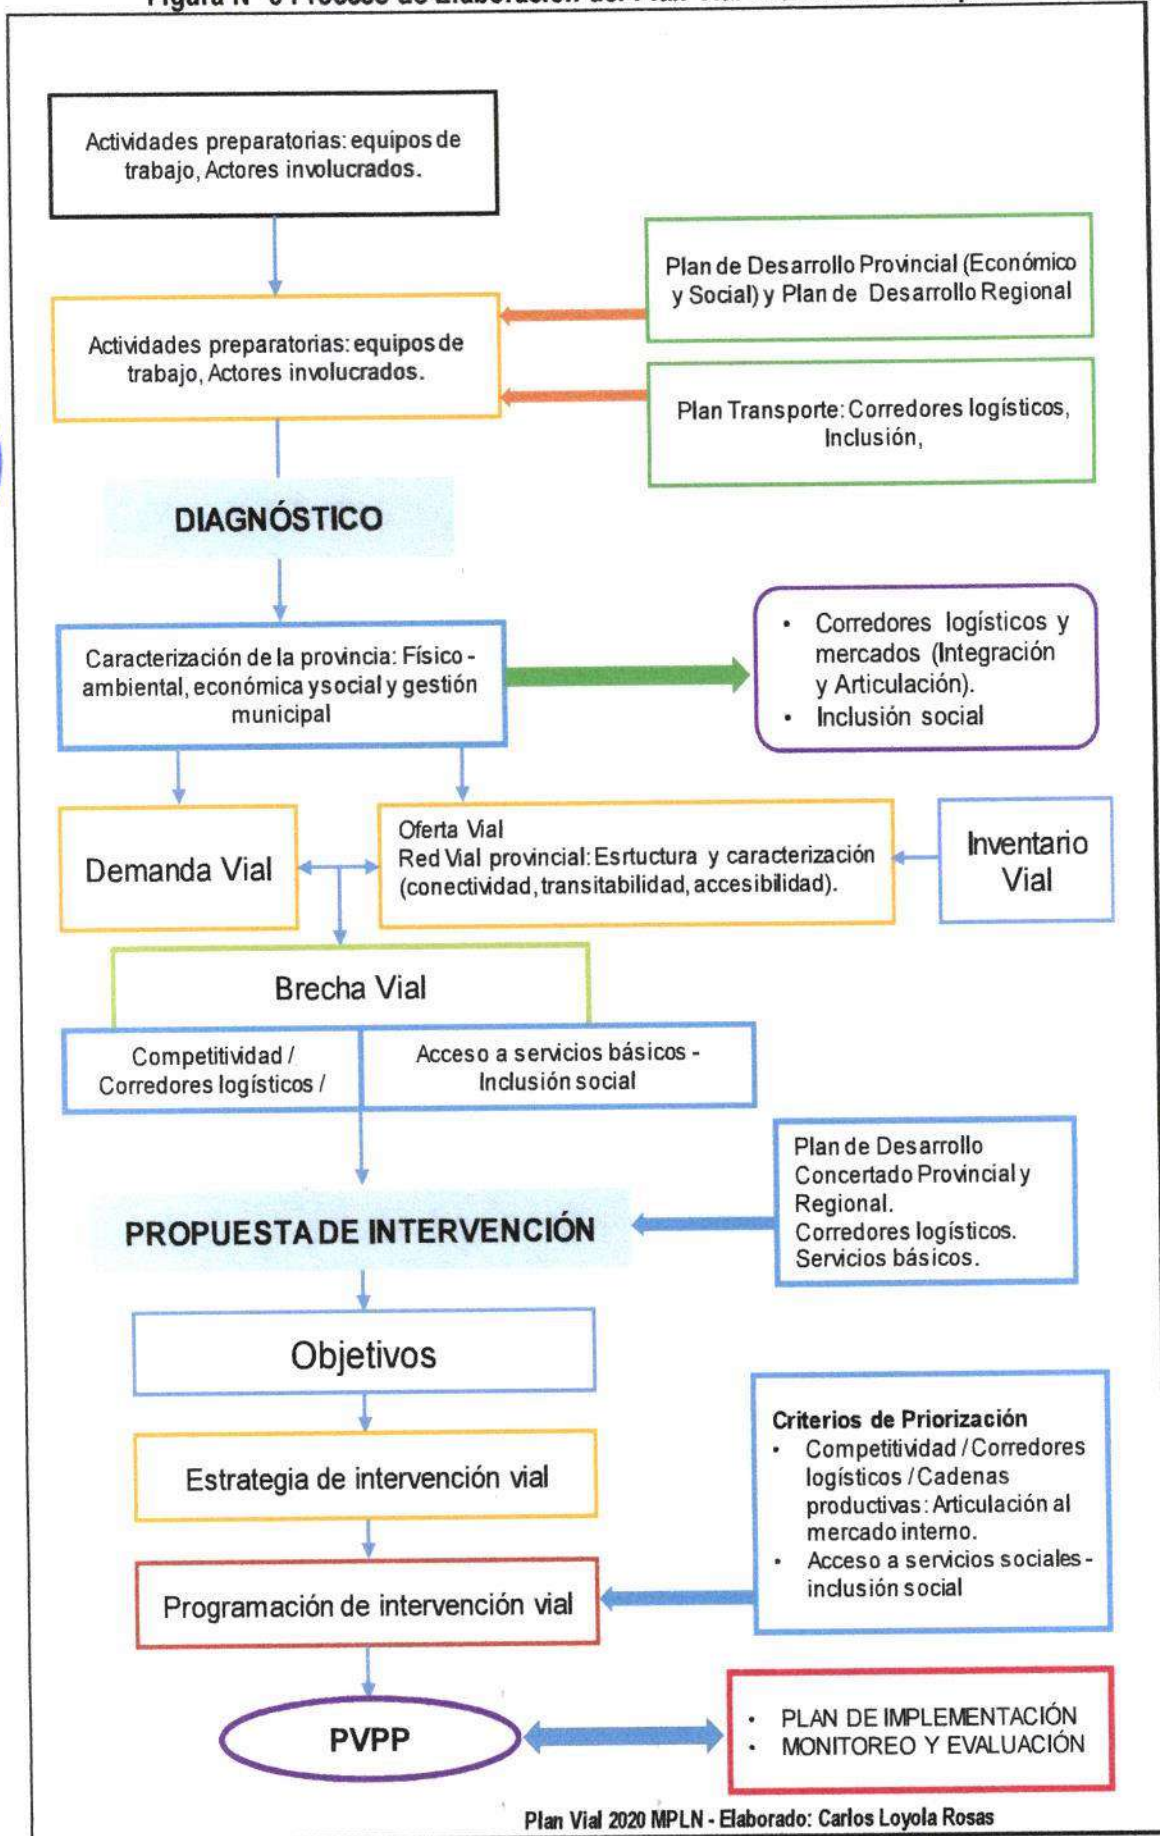 Actividades preparatorias: equipos de
trabajo, Actores involucrados.
Plan de Desarrollo Provincial (Económico
y Social) y Plan de Desarrollo Regional
Actividades preparatorias: equipos de
trabajo, Actores involucrados.
Plan Transporte: Corredores logísticos,
Inclusión,
DIAGNÓSTICO
Caracterización de la provincia: Físico -
ambiental, económica ysocial y gestión
municipal
• Corredores logísticos y
mercados (Integración
y Articulación).
• Inclusión social
Demanda Vial
Oferta Vial
Red Vial provincial: Esrtuctura y caracterización
(conectividad, transitabilidad, accesibilidad).
Inventario
Vial
Brecha Vial
Competitividad /
Corredores logísticos /
Acceso a servicios básicos -
Inclusión social
Plan de Desarrollo
Concertado Provincial y
Regional.
Corredores logísticos.
Servicios básicos.
PROPUESTA DE INTERVENCIÓN
Objetivos
Estrategia de intervención vial
Criterios de Priorización
• Competitividad / Corredores
logísticos / Cadenas
productivas: Articulación al
mercado interno.
• Acceso a servicios sociales -
inclusión social
Programación de intervención vial
PVPP
• PLAN DE IMPLEMENTACIÓN
• MONITOREO Y EVALUACIÓN
Plan Vial 2020 MPLN - Elaborado: Carlos Loyola Rosas